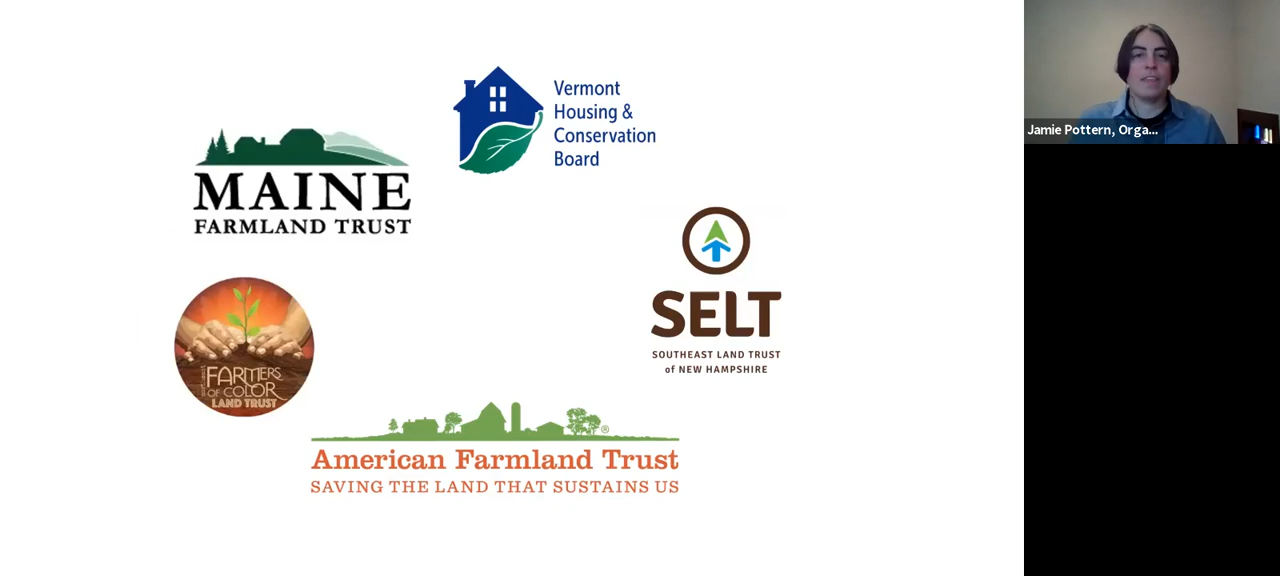 Vermont
Housing &
Conservation
Board
MAINE
FARMLAND TRUST
SELT
SOUTHEAST LAND TRUST
of NEW HAMPSHIRE
FARMERS
OF COLOR
LAND TRUST
American Farmland Trust
SAVING THE LAND THAT SUSTAINS US
Jamie Pottern, Orga...